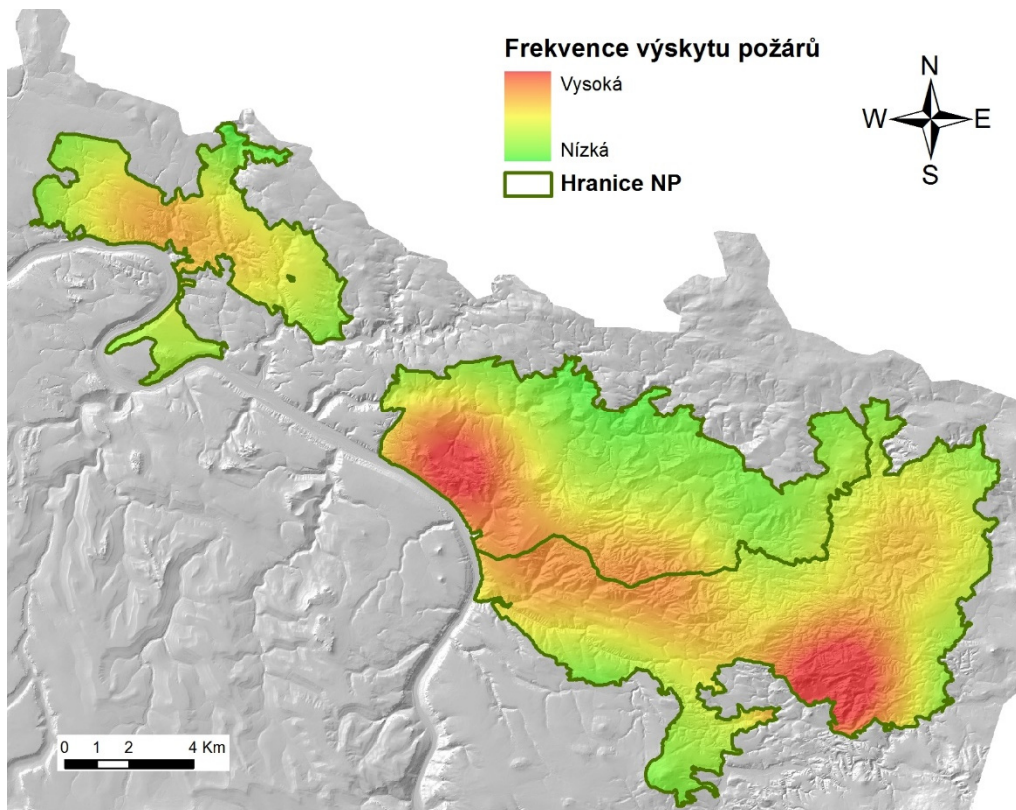 Frekvence výskytu požárů
Vysoká
Nízká
Hranice NP
N
W E
S
0 1 2 4 Km